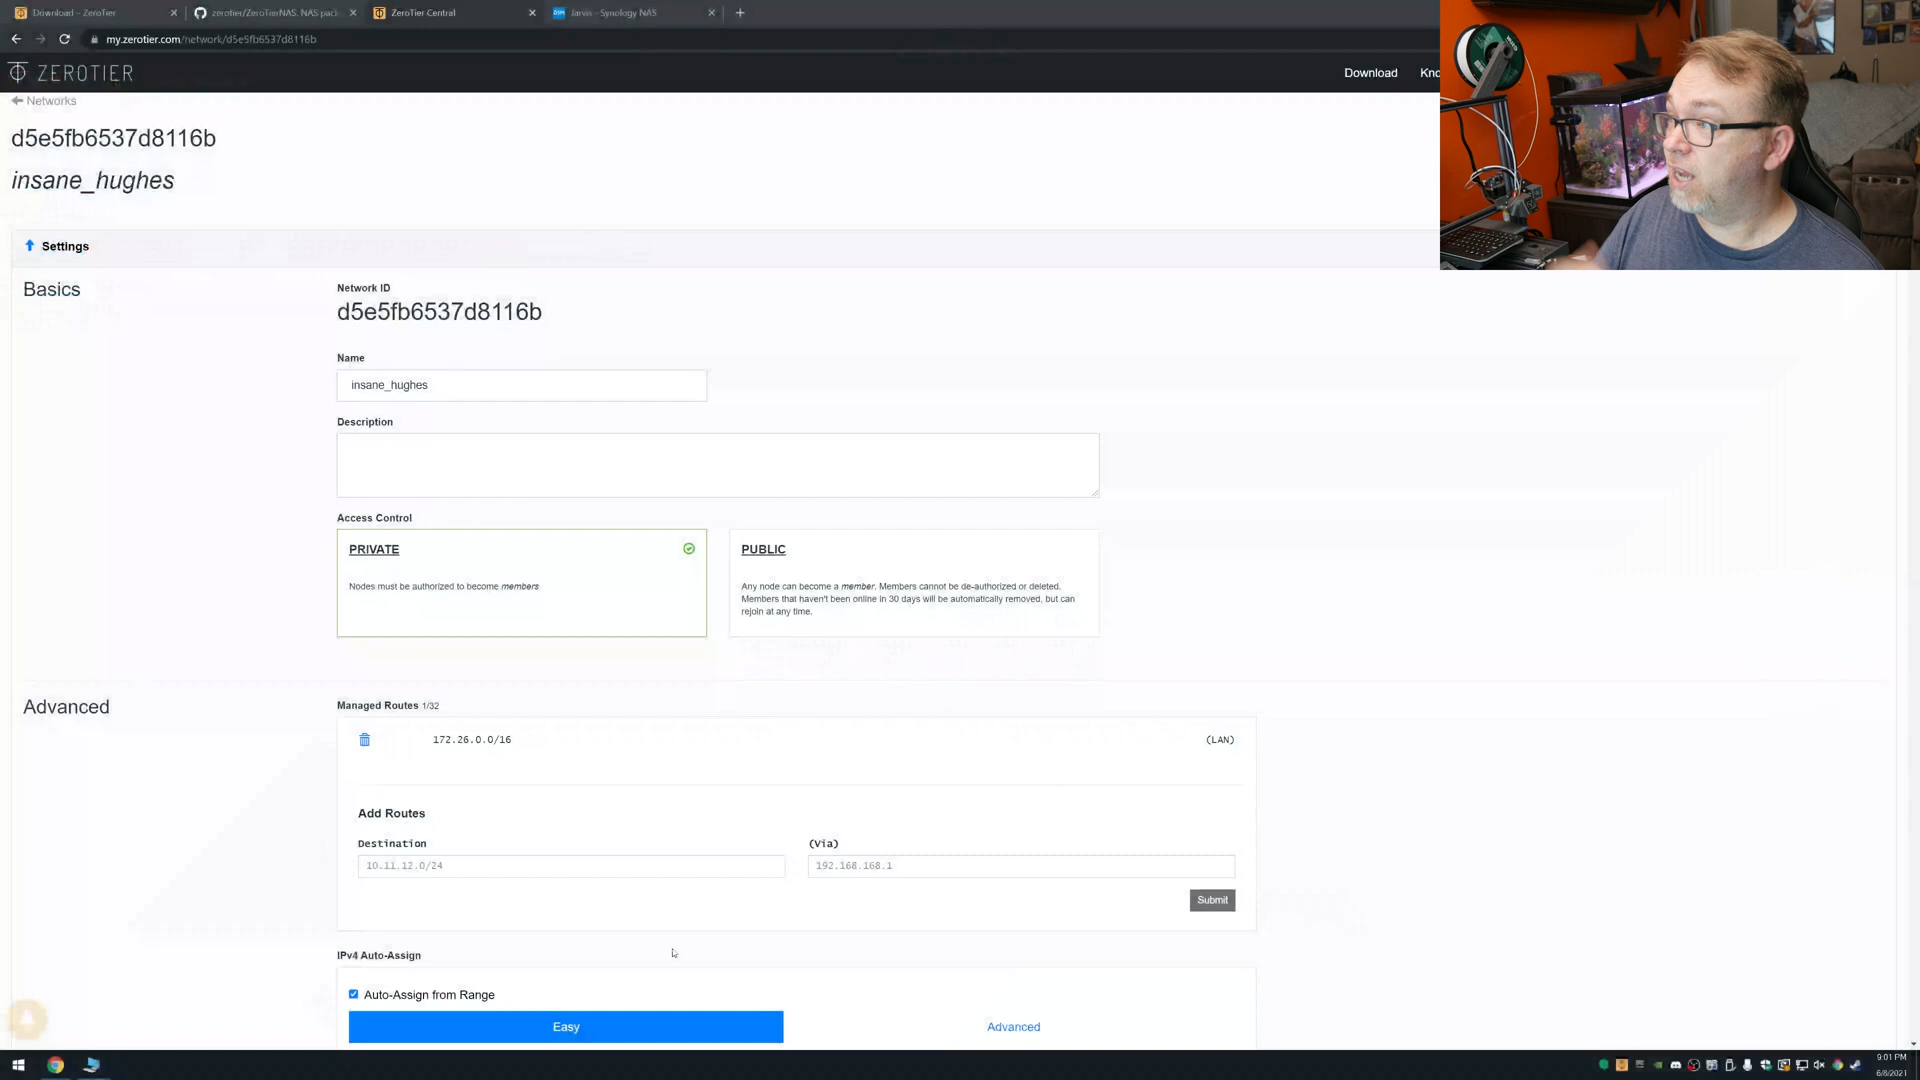 Download – ZeroTier
zerotier/ZeroTierNAS: NAS pack
ZeroTier Central
Jarvis - Synology NAS
my.zerotier.com/network/d5e5fb6537d8116b
ZEROTIER
Download
Kno
Networks
d5e5fb6537d8116b
insane_hughes
Settings
Basics
Network ID
d5e5fb6537d8116b
Name
insane_hughes
Description
Access Control
PRIVATE
Nodes must be authorized to become members
PUBLIC
Any node can become a member. Members cannot be de-authorized or deleted.
Members that haven't been online in 30 days will be automatically removed, but can
rejoin at any time.
Advanced
Managed Routes 1/32
172.26.0.0/16
(LAN)
Add Routes
Destination
(Via)
10.11.12.0/24
192.168.168.1
Submit
IPv4 Auto-Assign
Auto-Assign from Range
Easy
Advanced
9:01 PM
6/8/2021